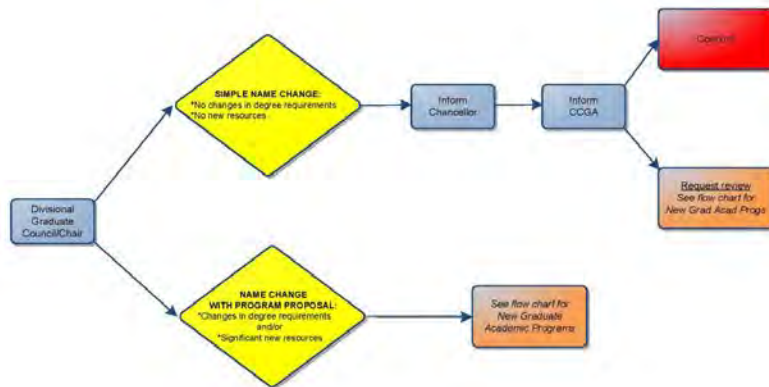 SIMPLE NAME CHANGE:
*No changes in degree requirements
*No new resources
Inform
Chancellor
Inform
CCGA
Request review
See flow chart for
New Grad Acad Progs
Divisional
Graduate
Council/Chair
NAME CHANGE
WITH PROGRAM PROPOSAL:
*Changes in degree requirements
and/or
*Significant new resources
See flow chart for
New Graduate
Academic Programs